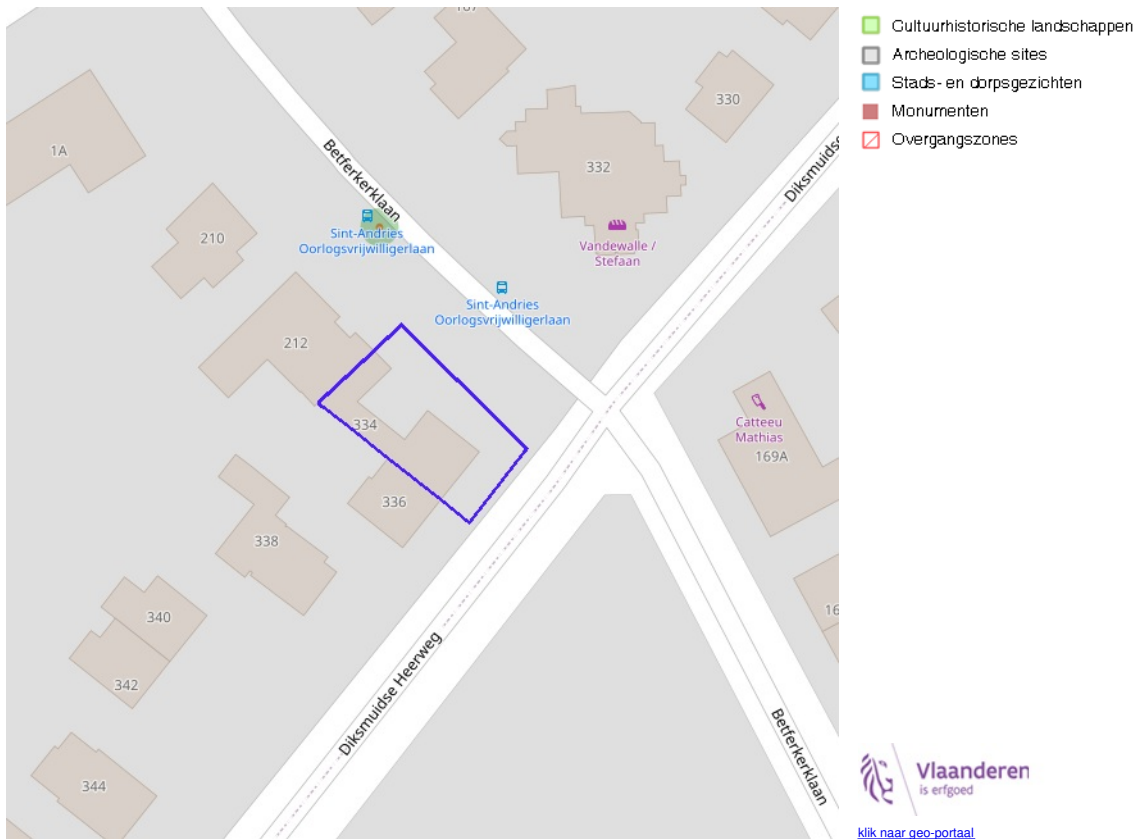 Cultuurhistorische landschappen
Archeologische sites
Stads- en dorpsgezichten
Monumenten
Overgangszones
330
Diksmuidse
332
1A
Betferkerklaan
Vandewalle /
Stefaan
Sint-Andries
Oorlogsvrijwilligerlaan
210
Sint-Andries
Oorlogsvrijwilligerlaan
212
334
Catteeu
Mathias
169A
336
338
340
342
344
Diksmuidse Heerweg
Betferkerklaan
Vlaanderen
is erfgoed
klik naar geo-portaal